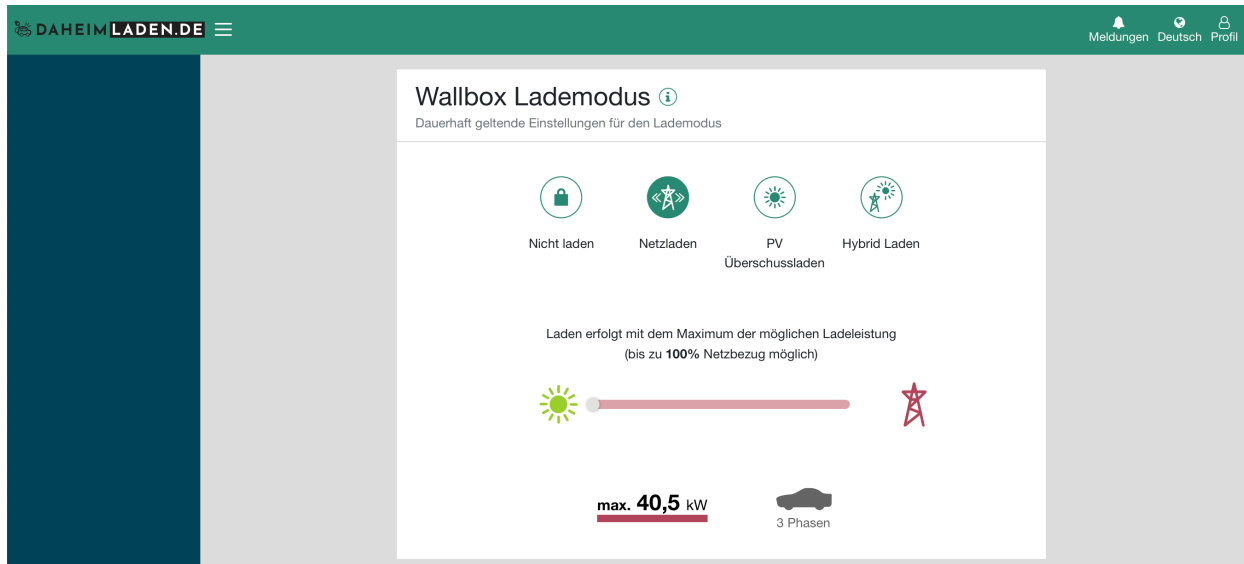 DAHEIMLADEN.DE
Meldungen
Deutsch
Profil
Wallbox Lademodus
Dauerhaft geltende Einstellungen für den Lademodus
Nicht laden
Netzladen
PV
Überschussladen
Hybrid Laden
Laden erfolgt mit dem Maximum der möglichen Ladeleistung
(bis zu 100% Netzbezug möglich)
max. 40,5 kW
3 Phasen